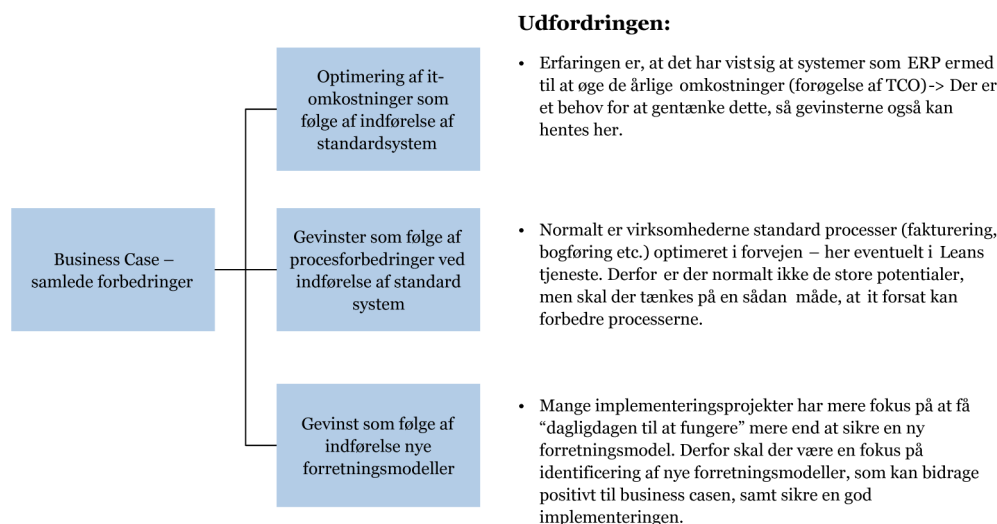 Udfordringen:
Business Case –
samlede forbedringer
Optimering af it-
omkostninger som
følge af indførelse af
standardsystem
• Erfaringen er, at det har vist sig at systemer som ERP er med
til at øge de årlige omkostninger (forøgelse af TCO) -> Der er
et behov for at gentænke dette, så gevinsterne også kan
hentes her.
Gevinster som følge af
procesforbedringer ved
indførelse af standard
system
• Normalt er virksomhederne standard processer (fakturering,
bogføring etc.) optimeret i forvejen – her eventuelt i Leans
tjeneste. Derfor er der normalt ikke de store potentialer,
men skal der tænkes på en sådan måde, at it forsat kan
forbedre processerne.
Gevinst som følge af
indførelse nye
forretningsmodeller
• Mange implementeringsprojekter har mere fokus på at få
“dagligdagen til at fungere” mere end at sikre en ny
forretningsmodel. Derfor skal der være en fokus på
identificering af nye forretningsmodeller, som kan bidrage
positivt til business casen, samt sikre en god
implementeringen.